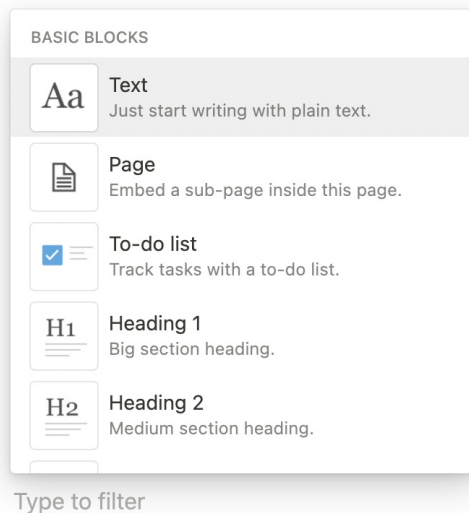 BASIC BLOCKS
Aa
Text
Just start writing with plain text.
Page
Embed a sub-page inside this page.
To-do list
Track tasks with a to-do list.
H1
Heading 1
Big section heading.
H2
Heading 2
Medium section heading.
Type to filter